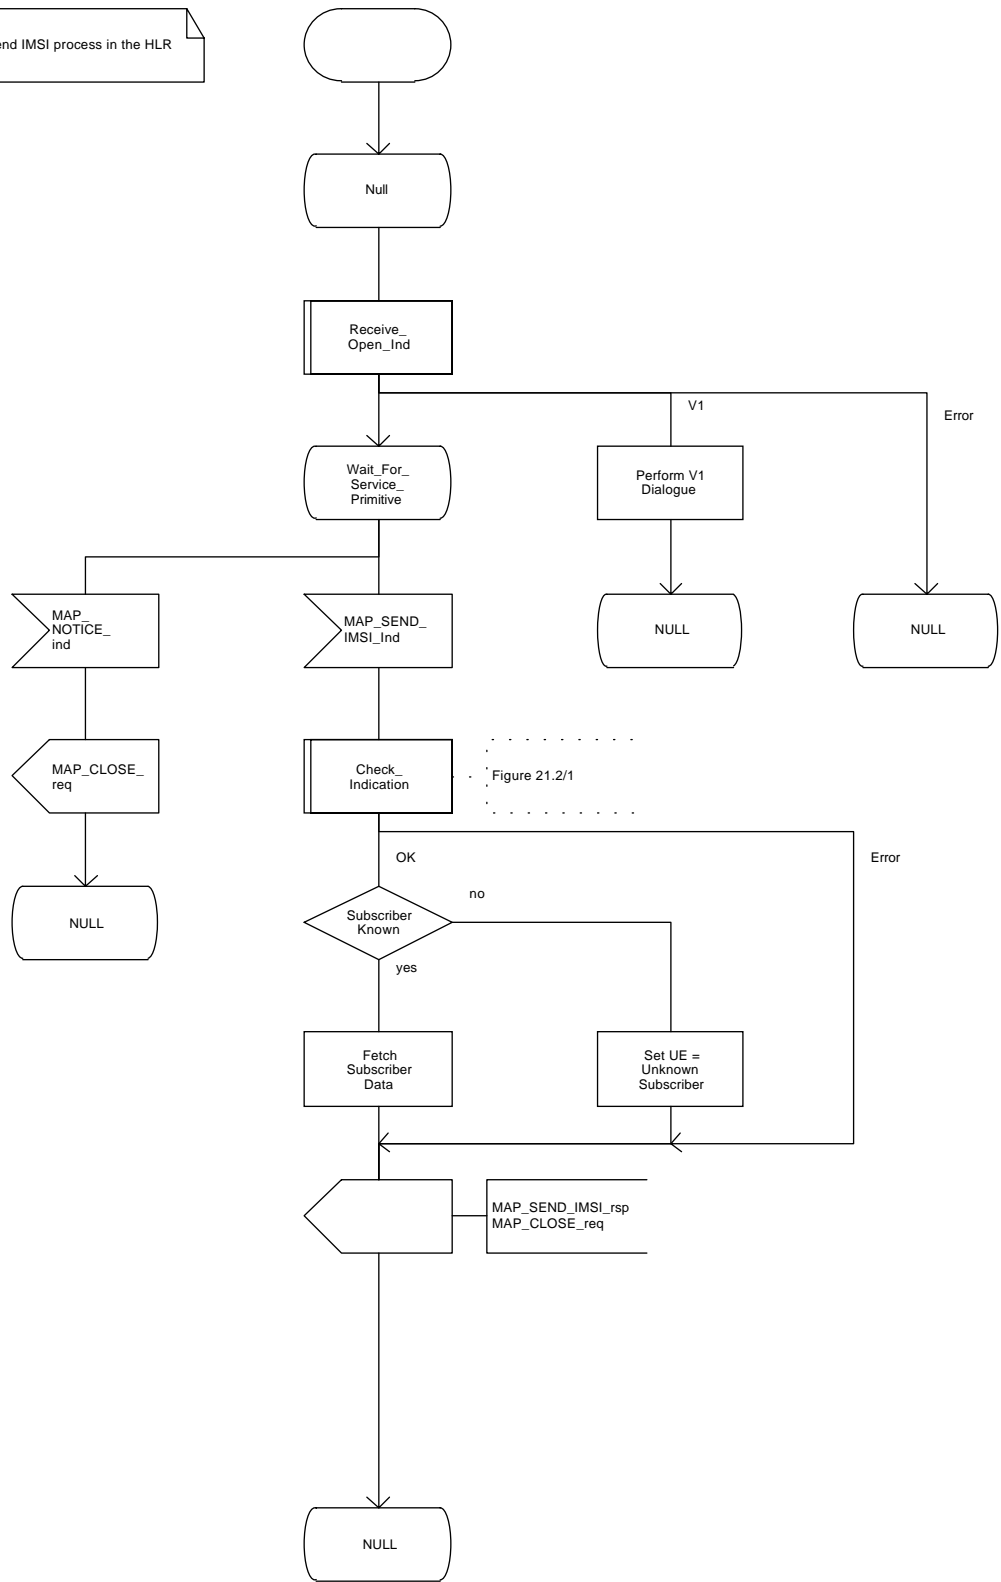 IMSI process in the HLR
Null
Receive_
Open_Ind
V1
Error
Wait_For_
Service_
Primitive
Perform V1
Dialogue
MAP_
NOTICE_
ind
MAP_SEND_
IMSI_Ind
NULL
NULL
MAP_CLOSE_
req
Check_
Indication
Figure 21.2/1
OK
Error
no
Subscriber
Known
NULL
yes
Fetch
Subscriber
Data
Set UE =
Unknown
Subscriber
MAP_SEND_IMSI_rsp
MAP_CLOSE_req
NULL